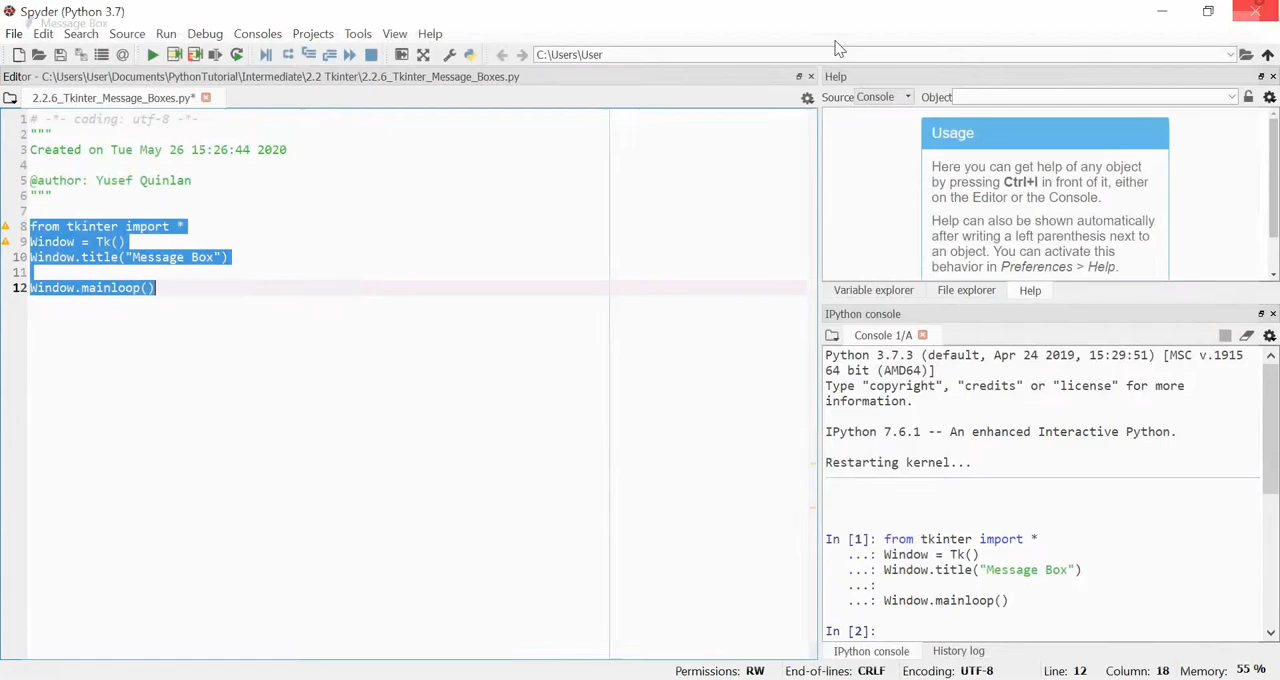 Spyder (Python 3.7)
Message Box
File Edit Search Source Run Debug Consoles Projects Tools View Help
C:\Users\User
Editor - C:\Users\User\Documents\PythonTutorial\Intermediate\2.2 Tkinter\2.2.6_Tkinter_Message_Boxes.py
Help
2.2.6_Tkinter_Message_Boxes.py*
Source Console Object
1 # -*- coding: utf-8 -*-
2 """
3 Created on Tue May 26 15:26:44 2020
4
5 @author: Yusef Quinlan
6 """
7
8 from tkinter import *
9 Window = Tk()
10 Window.title("Message Box")
11
12 Window.mainloop()
Usage
Here you can get help of any object
by pressing Ctrl+I in front of it, either
on the Editor or the Console.
Help can also be shown automatically
after writing a left parenthesis next to
an object. You can activate this
behavior in Preferences > Help.
Variable explorer File explorer Help
IPython console
Console 1/A
Python 3.7.3 (default, Apr 24 2019, 15:29:51) [MSC v.1915
64 bit (AMD64)]
Type "copyright", "credits" or "license" for more
information.
IPython 7.6.1 -- An enhanced Interactive Python.
Restarting kernel...
In [1]: from tkinter import *
...: Window = Tk()
...: Window.title("Message Box")
...:
...: Window.mainloop()
In [2]:
IPython console History log
Permissions: RW End-of-lines: CRLF Encoding: UTF-8 Line: 12 Column: 18 Memory: 55 %